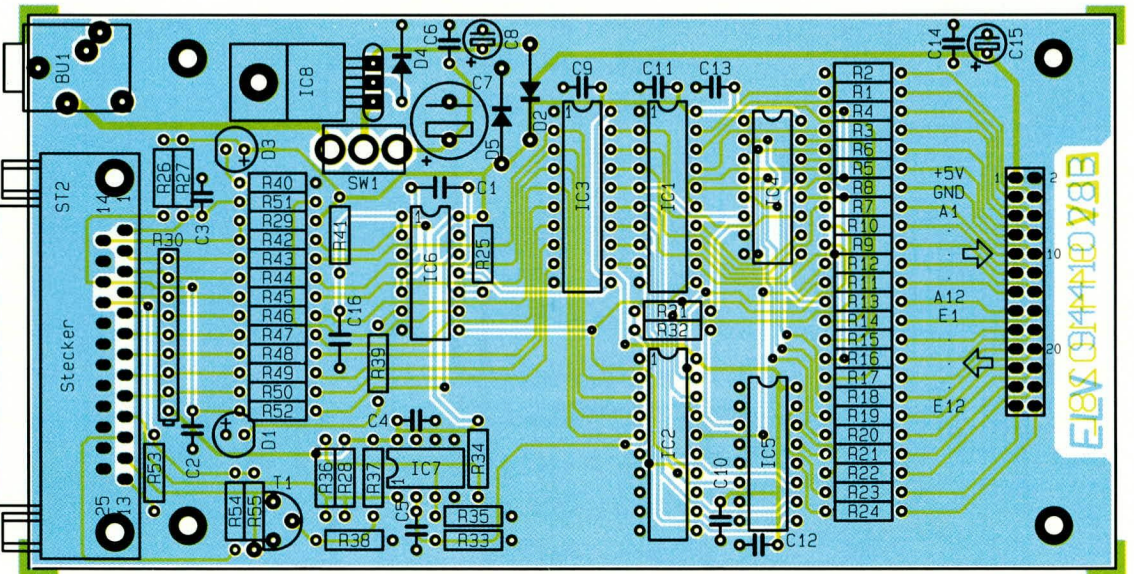 BU1
IC8
D4
C6
C8
C7
D5
D2
C9
C11
C13
C14
C15
ST2
14
1
R26
R27
C3
D3
SW1
C1
1
IC6
R25
1
IC3
1
IC1
IC4
R2
R1
R4
R3
R6
R5
R8
R7
R10
R9
R12
R11
R13
R14
R15
R16
R17
R18
R19
R20
R21
R22
R23
R24
+5V
GND
A1
A12
E1
E12
1
2
10
20
R30
R40
R51
R29
R42
R43
R44
R45
R46
R47
R48
R49
R50
R52
R41
C16
R39
Stecker
R31
R32
1
IC2
C10
IC5
C12
C4
IC7
1
R34
R36
R28
R37
C5
R35
R33
R38
D1
C2
R53
R54
R55
T1
25
13